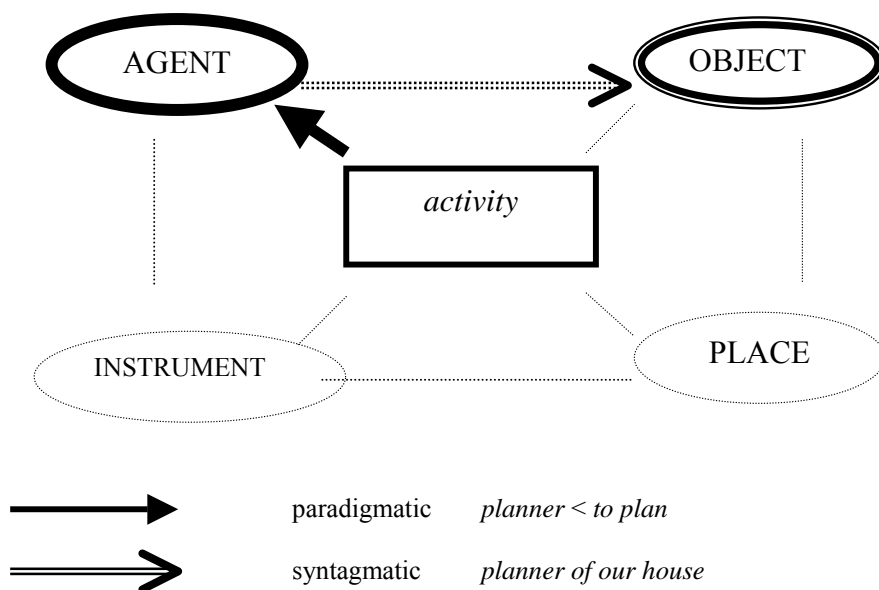 AGENT
OBJECT
activity
INSTRUMENT
PLACE
paradigmatic planner < to plan
syntagmatic planner of our house